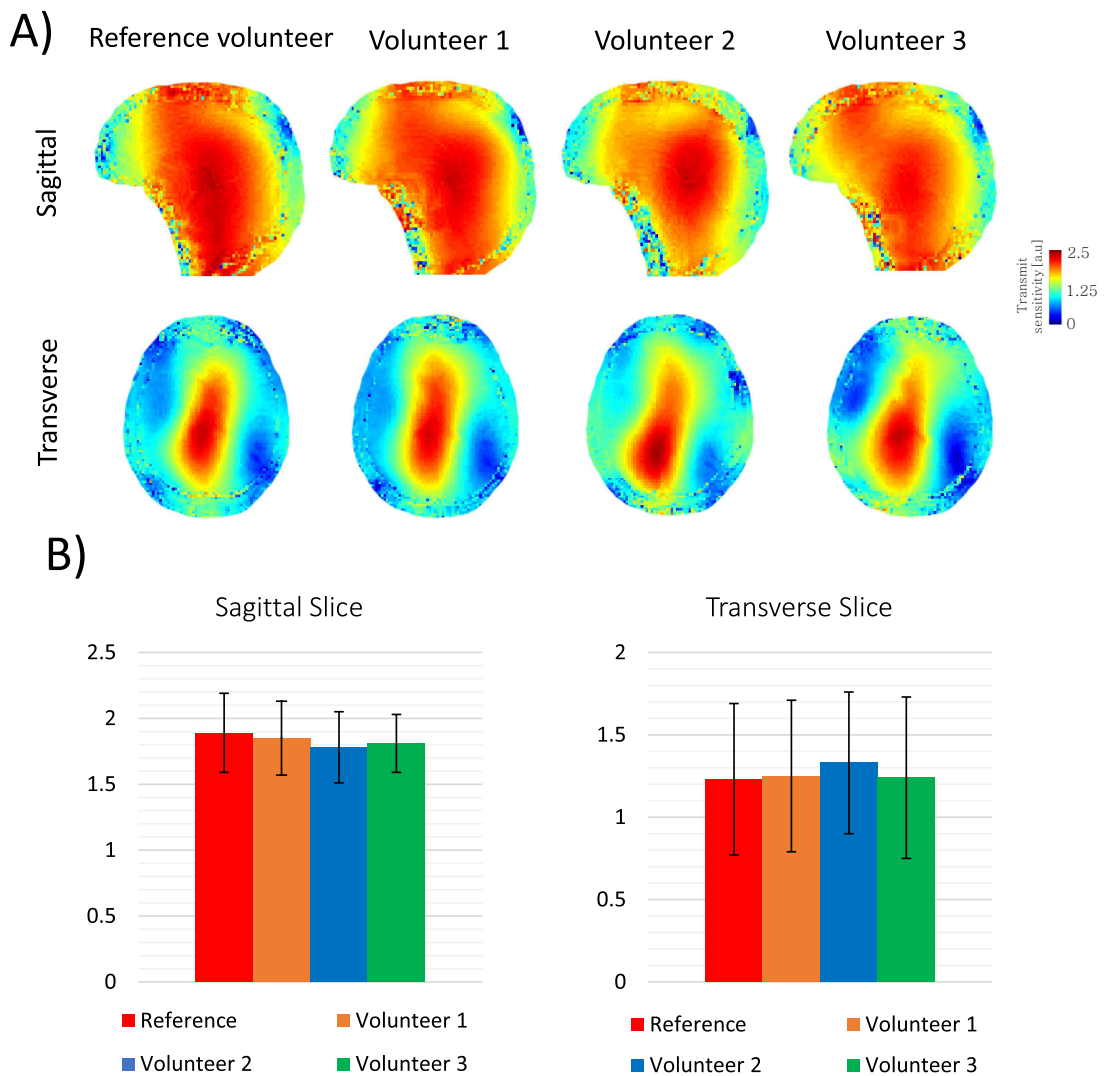 A)
Reference volunteer
Volunteer 1
Volunteer 2
Volunteer 3
Sagittal
Transverse
Transmit
sensitivity [a.u]
2.5
1.25
0
B)
Sagittal Slice
2.5
2
1.5
1
0.5
0
Reference
Volunteer 1
Volunteer 2
Volunteer 3
Transverse Slice
2
1.5
1
0.5
0
Reference
Volunteer 1
Volunteer 2
Volunteer 3